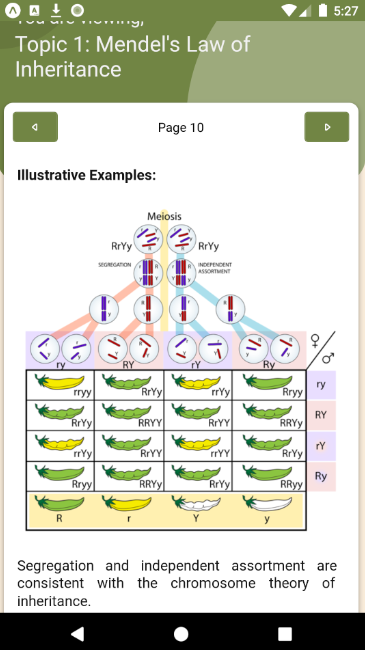 5:27
You are viewing,
Topic 1: Mendel's Law of
Inheritance
Page 10
Illustrative Examples:
Meiosis
RrYy RrYy
SEGREGATION INDEPENDENT
ASSORTMENT
ry RY rY Ry
♀/♂
rryy RrYy rrYy Rryy ry
RrYy RRYY RrYY RRYy RY
rrYy RrYY rrYY RrYy rY
Rryy RRYy RrYy RRyy Ry
R r Y y
Segregation and independent assortment are
consistent with the chromosome theory of
inheritance.